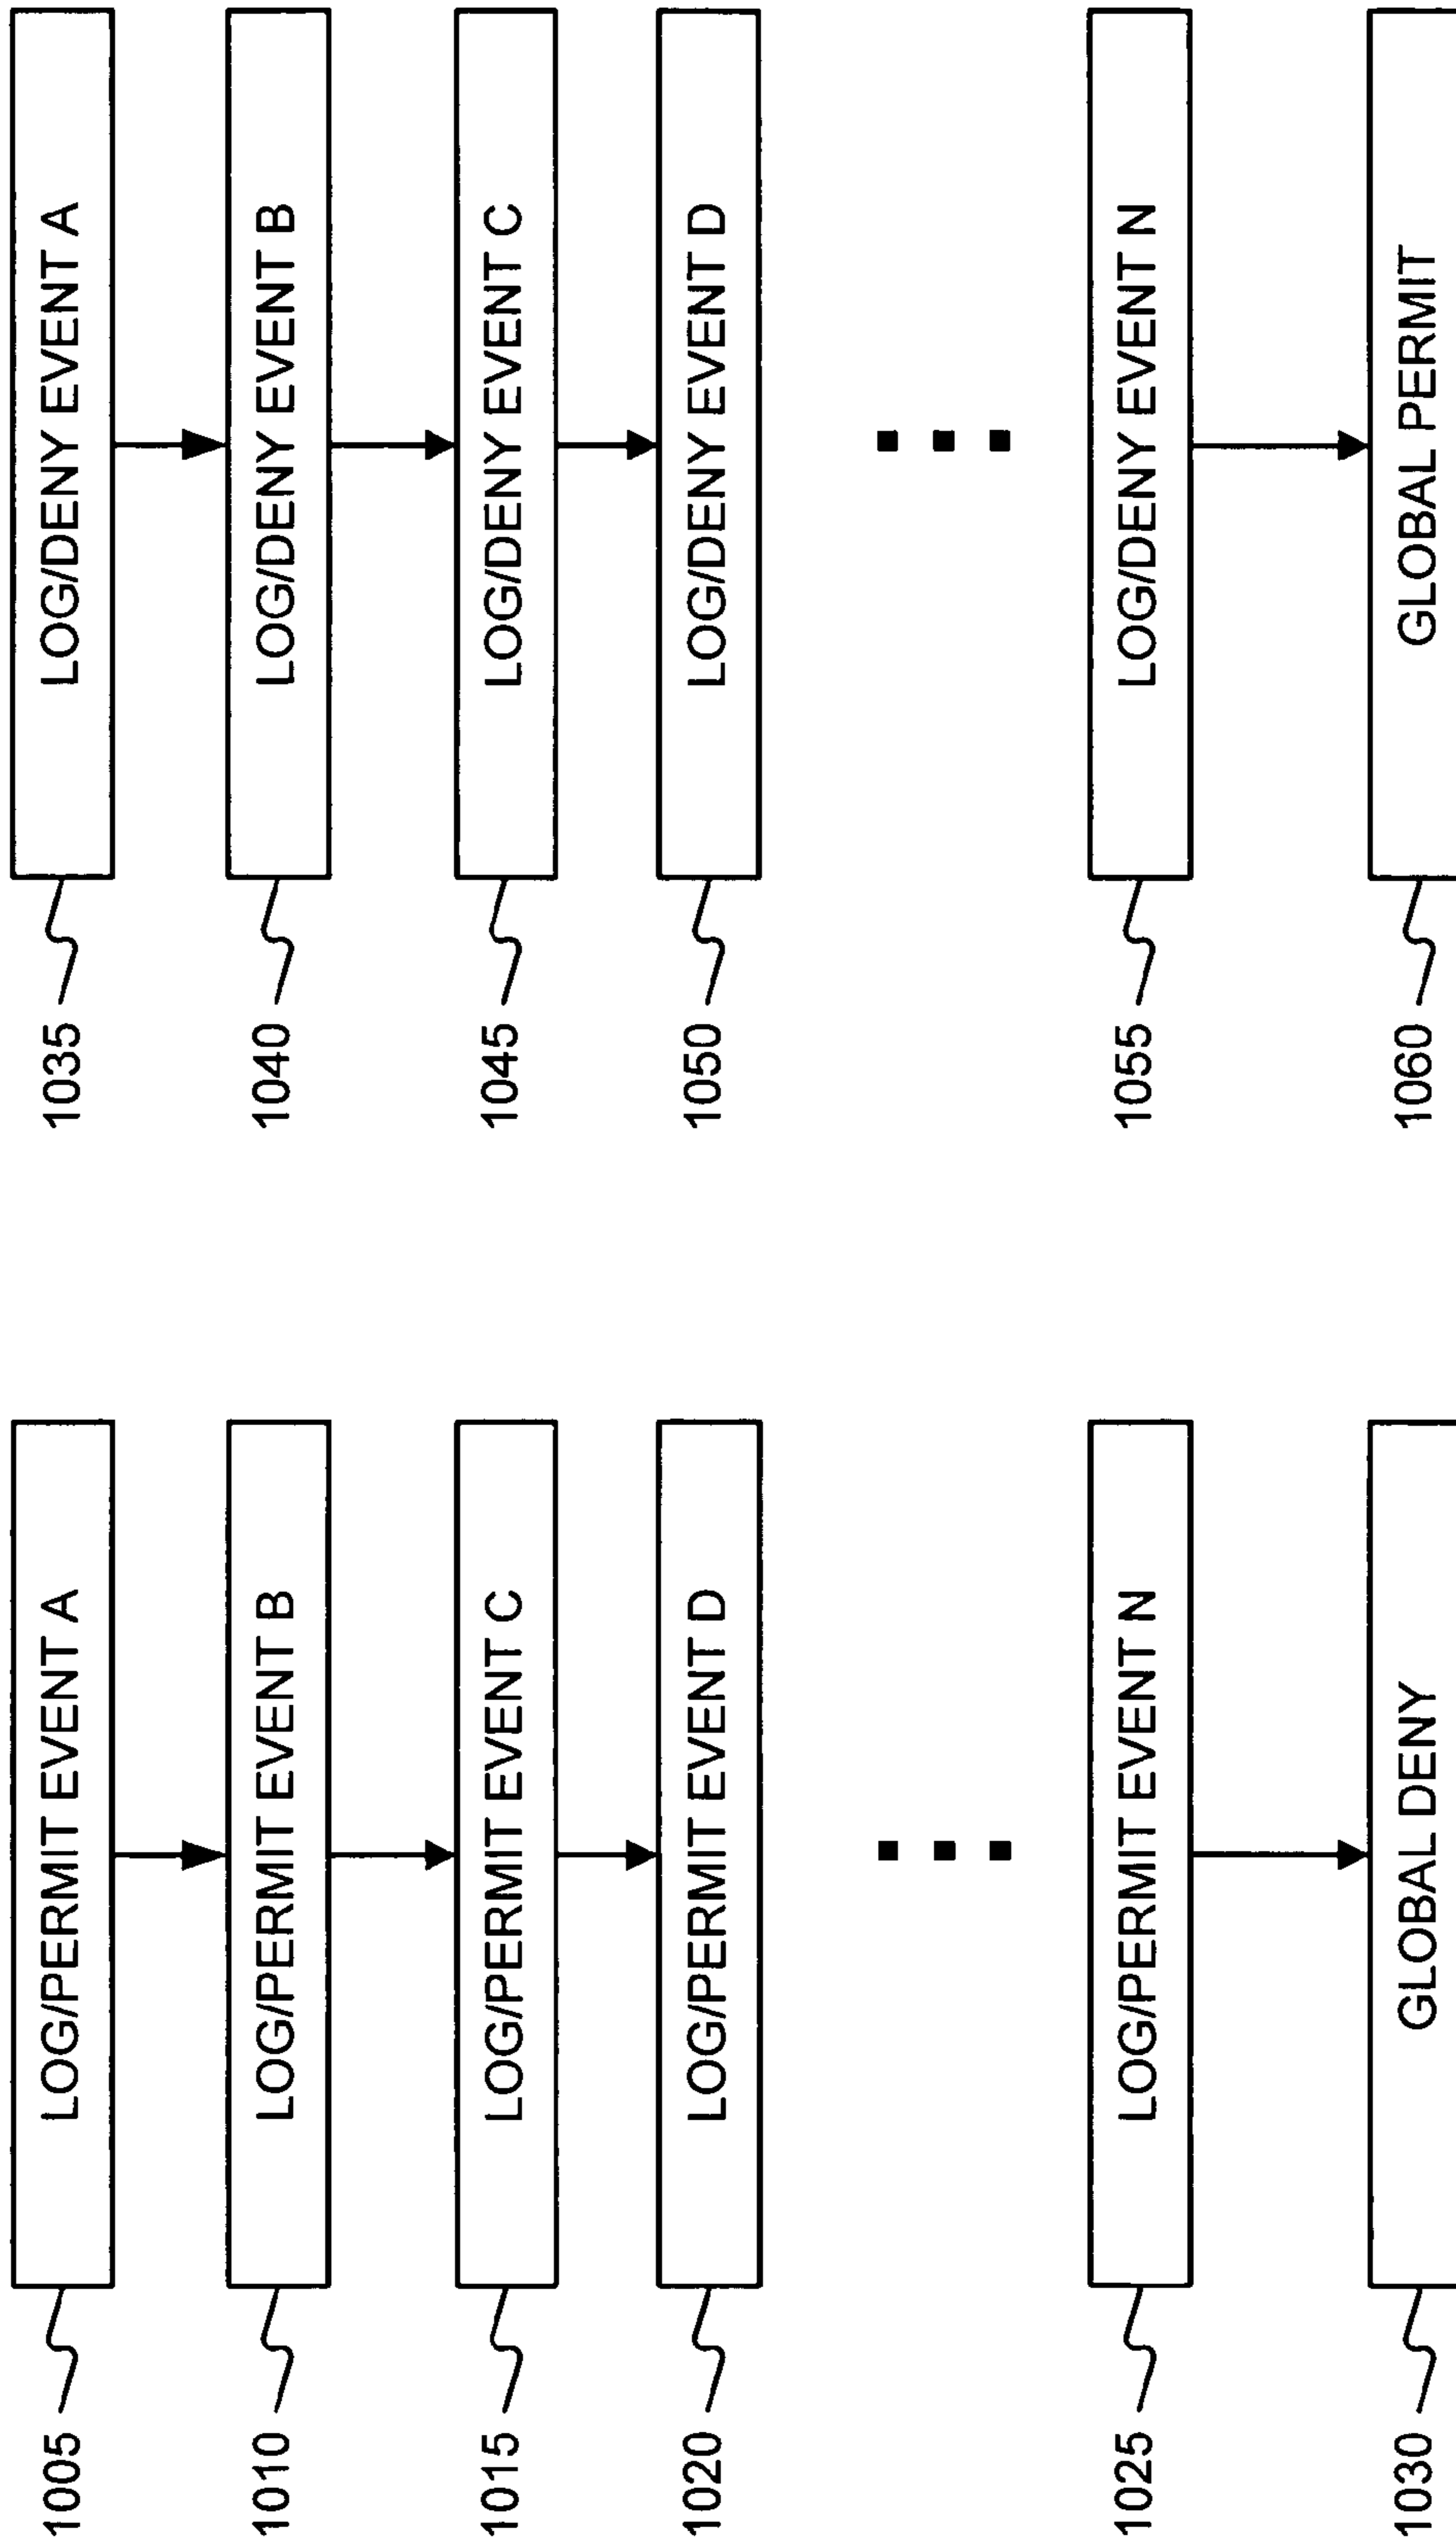 1005
LOG/PERMIT EVENT A
1010
LOG/PERMIT EVENT B
1015
LOG/PERMIT EVENT C
1020
LOG/PERMIT EVENT D
1025
LOG/PERMIT EVENT N
1030
GLOBAL DENY
1035
LOG/DENY EVENT A
1040
LOG/DENY EVENT B
1045
LOG/DENY EVENT C
1050
LOG/DENY EVENT D
1055
LOG/DENY EVENT N
1060
GLOBAL PERMIT